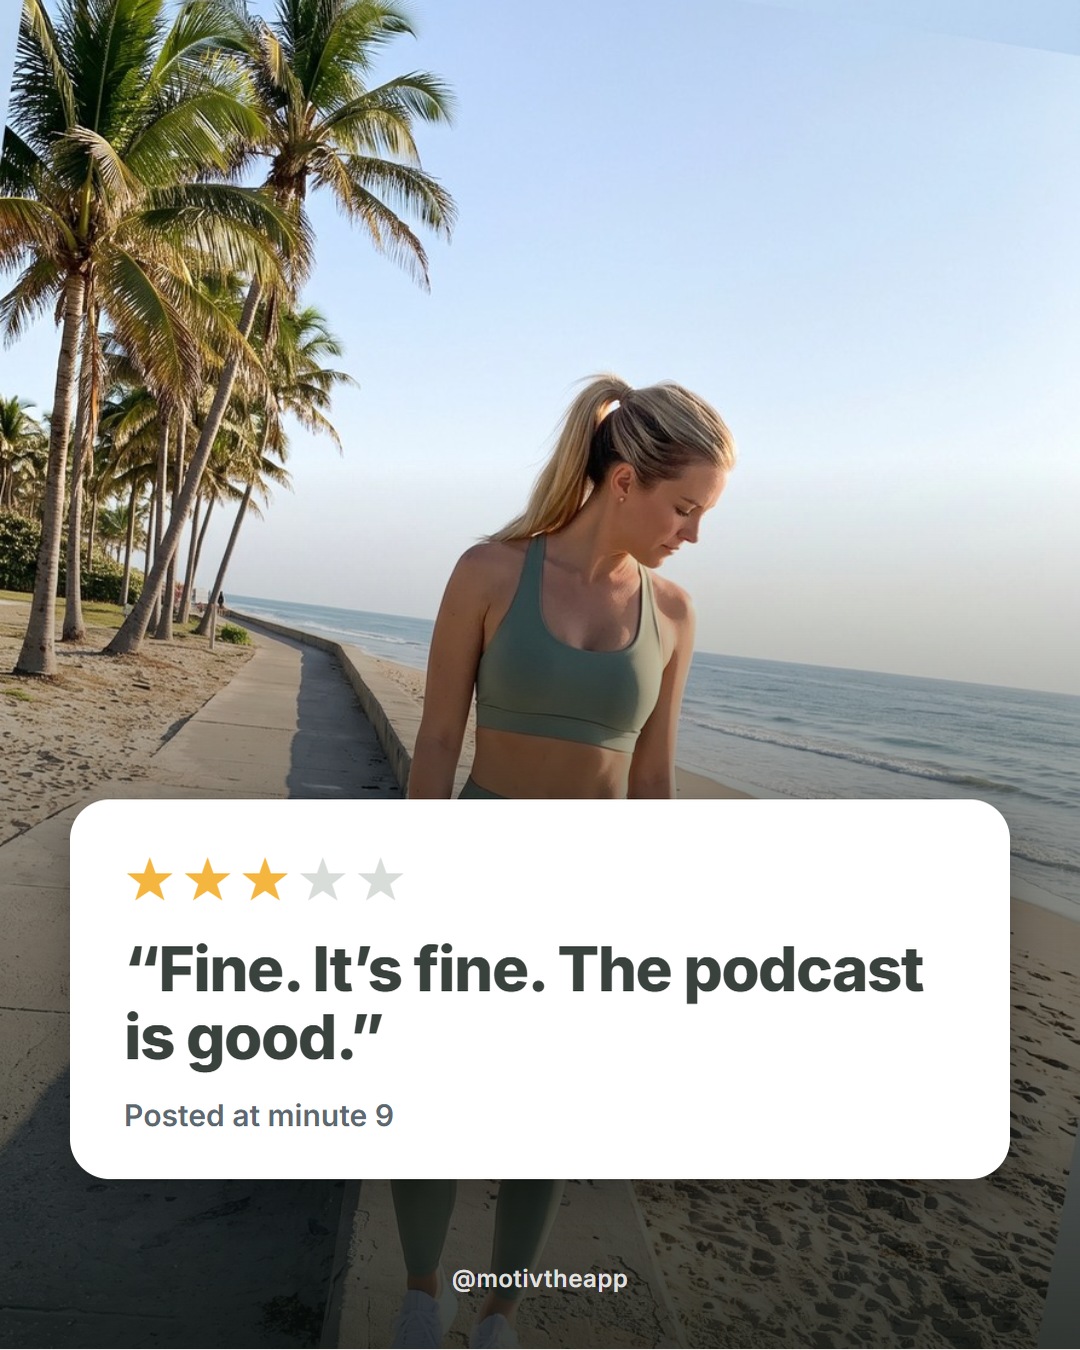 “Fine. It’s fine. The podcast
is good.”
Posted at minute 9
@motivtheapp